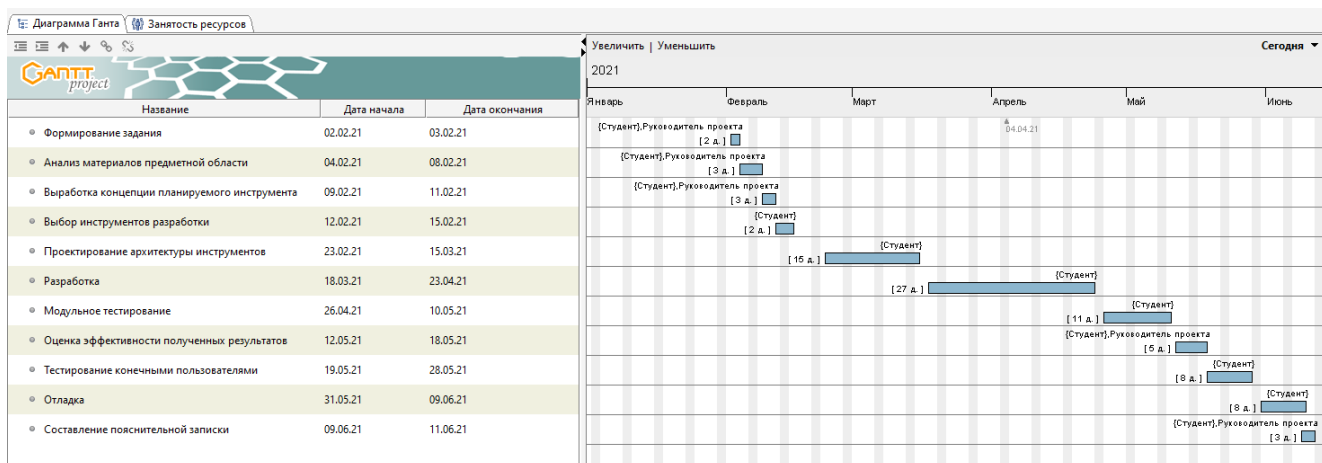 Диаграмма Ганта
Занятость ресурсов
Увеличить | Уменьшить
Сегодня
GANTT
project
2021
Название
Дата начала
Дата окончания
Январь
Февраль
Март
Апрель
Май
Июнь
04.04.21
Формирование задания 02.02.21 03.02.21
{Студент},Руководитель проекта
[ 2 д. ]
Анализ материалов предметной области 04.02.21 08.02.21
{Студент},Руководитель проекта
[ 3 д. ]
Выработка концепции планируемого инструмента 09.02.21 11.02.21
{Студент},Руководитель проекта
[ 3 д. ]
Выбор инструментов разработки 12.02.21 15.02.21
{Студент}
[ 2 д. ]
Проектирование архитектуры инструментов 23.02.21 15.03.21
{Студент}
[ 15 д. ]
Разработка 18.03.21 23.04.21
{Студент}
[ 27 д. ]
Модульное тестирование 26.04.21 10.05.21
{Студент}
[ 11 д. ]
Оценка эффективности полученных результатов 12.05.21 18.05.21
{Студент},Руководитель проекта
[ 5 д. ]
Тестирование конечными пользователями 19.05.21 28.05.21
{Студент}
[ 8 д. ]
Отладка 31.05.21 09.06.21
{Студент}
[ 8 д. ]
Составление пояснительной записки 09.06.21 11.06.21
{Студент},Руководитель проекта
[ 3 д. ]